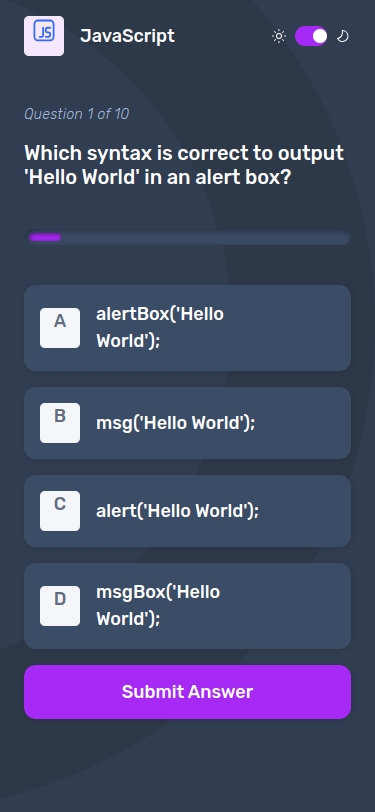 JS
JavaScript
Question 1 of 10
Which syntax is correct to output
'Hello World' in an alert box?
A
alertBox('Hello
World');
B
msg('Hello World');
C
alert('Hello World');
D
msgBox('Hello
World');
Submit Answer